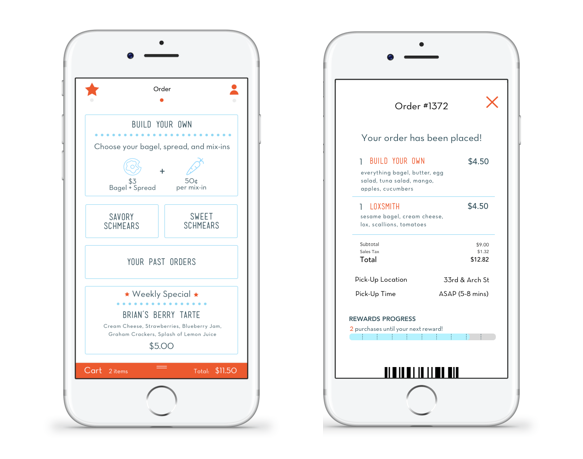 Order
BUILD YOUR OWN
Choose your bagel, spread, and mix-ins
+
$3
Bagel + Spread
50¢
per mix-in
SAVORY
SCHMEARS
SWEET
SCHMEARS
YOUR PAST ORDERS
★ Weekly Special ★
BRIAN'S BERRY TARTE
Cream Cheese, Strawberries, Blueberry Jam,
Graham Crackers, Splash of Lemon Juice
$5.00
Cart 2 items Total: $11.50
Order #1372
Your order has been placed!
1 BUILD YOUR OWN $4.50
everything bagel, butter, egg
salad, tuna salad, mango,
apples, cucumbers
1 LOXSMITH $4.50
sesame bagel, cream cheese,
lox, scallions, tomatoes
Subtotal $9.00
Sales Tax $1.32
Total $12.82
Pick-Up Location 33rd & Arch St
Pick-Up Time ASAP (5-8 mins)
REWARDS PROGRESS
2 purchases until your next reward!